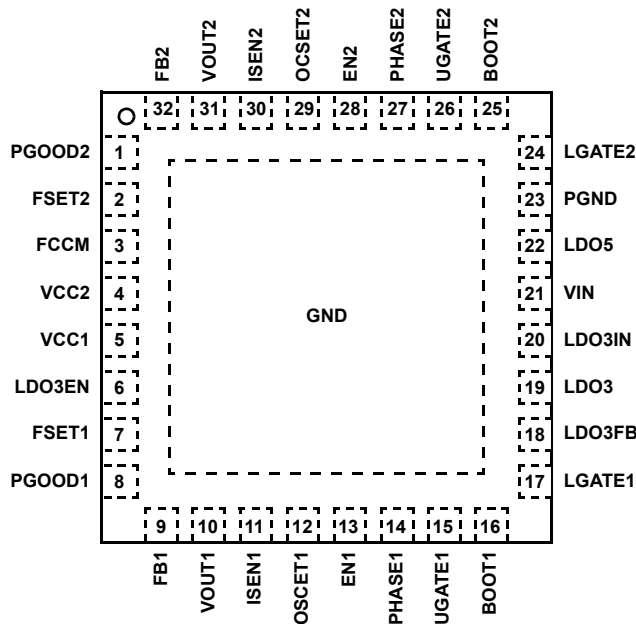 FB2
VOUT2
ISEN2
OCSET2
EN2
PHASE2
UGATE2
BOOT2
32 31 30 29 28 27 26 25
PGOOD2 1 24 LGATE2
FSET2 2 23 PGND
FCCM 3 22 LDO5
VCC2 4 21 VIN
GND
VCC1 5 20 LDO3IN
LDO3EN 6 19 LDO3
FSET1 7 18 LDO3FB
PGOOD1 8 17 LGATE1
9 10 11 12 13 14 15 16
FB1
VOUT1
ISEN1
OSCET1
EN1
PHASE1
UGATE1
BOOT1